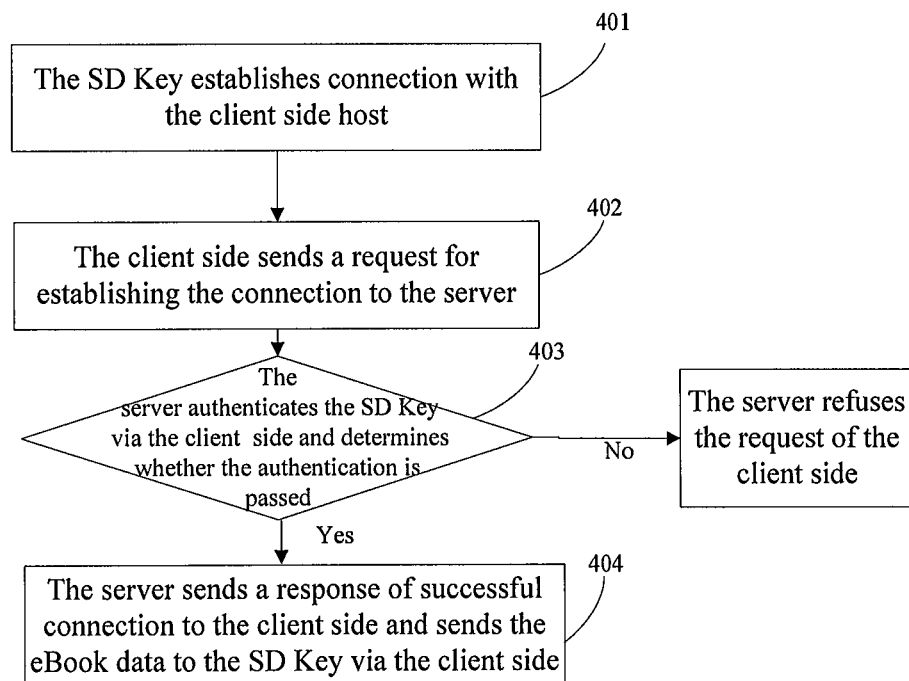 401
The SD Key establishes connection with
the client side host
402
The client side sends a request for
establishing the connection to the server
403
The
server authenticates the SD Key
via the client side and determines
whether the authentication is
passed
No
The server refuses
the request of the
client side
Yes
404
The server sends a response of successful
connection to the client side and sends the
eBook data to the SD Key via the client side